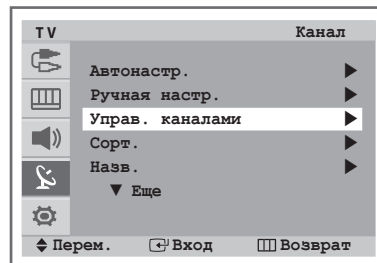 TV Канал
Автонастр.
Ручная настр.
Управ. каналами
Сорт.
Назв.
▼ Еще
Перем. Вход Возврат